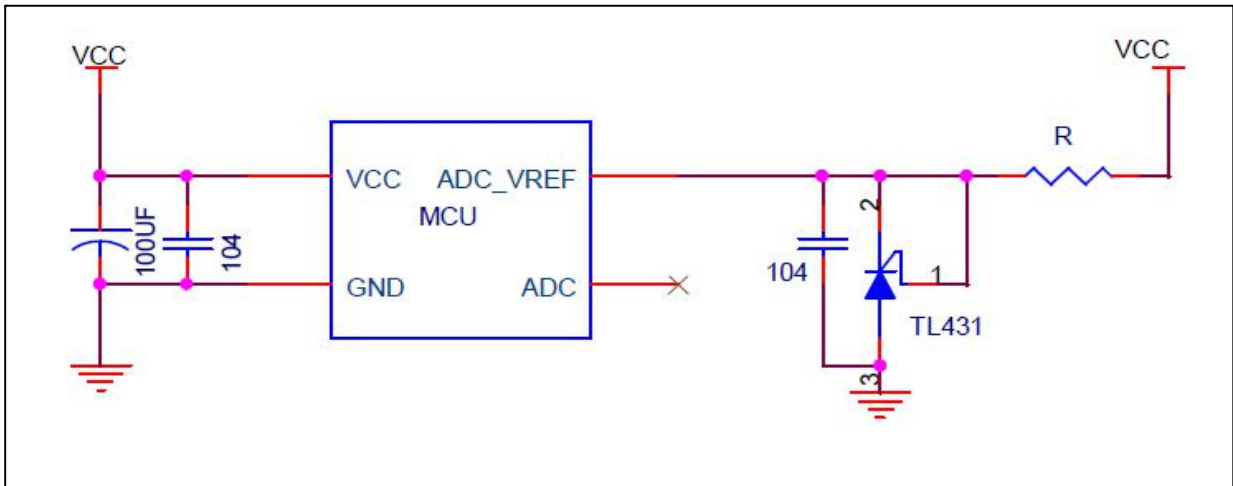 VCC
VCC
R
VCC
ADC_VREF
MCU
2
100UF
104
104
1
GND
ADC
TL431
3